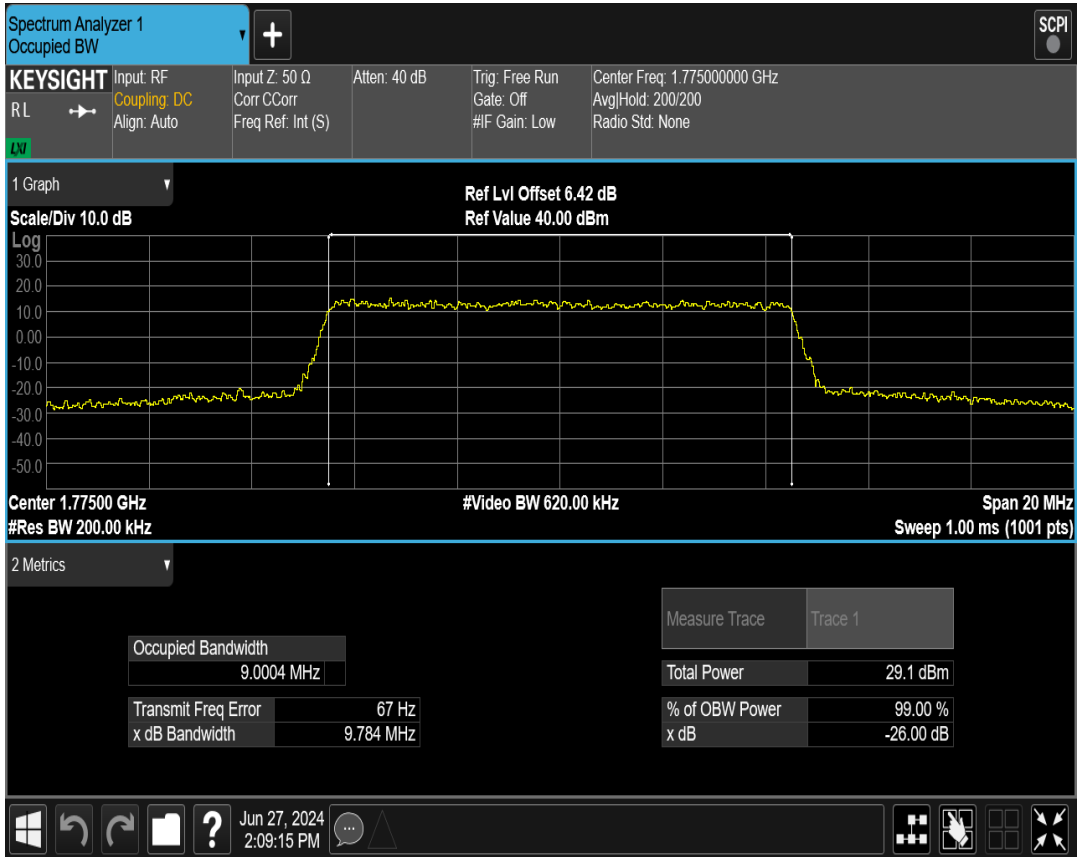 Spectrum Analyzer 1
Occupied BW
+
SCPI
KEYSIGHT
R L
LXI
Input: RF
Coupling: DC
Align: Auto
Input Z: 50 Ω
Corr CCorr
Freq Ref: Int (S)
Atten: 40 dB
Trig: Free Run
Gate: Off
#IF Gain: Low
Center Freq: 1.775000000 GHz
Avg|Hold: 200/200
Radio Std: None
1 Graph
Scale/Div 10.0 dB
Ref Lvl Offset 6.42 dB
Ref Value 40.00 dBm
Log
30.0
20.0
10.0
0.00
-10.0
-20.0
-30.0
-40.0
-50.0
Center 1.77500 GHz
#Video BW 620.00 kHz
Span 20 MHz
#Res BW 200.00 kHz
Sweep 1.00 ms (1001 pts)
2 Metrics
Measure Trace Trace 1
Occupied Bandwidth
9.0004 MHz
Total Power 29.1 dBm
Transmit Freq Error 67 Hz
% of OBW Power 99.00 %
x dB Bandwidth 9.784 MHz
x dB -26.00 dB
?
Jun 27, 2024
2:09:15 PM